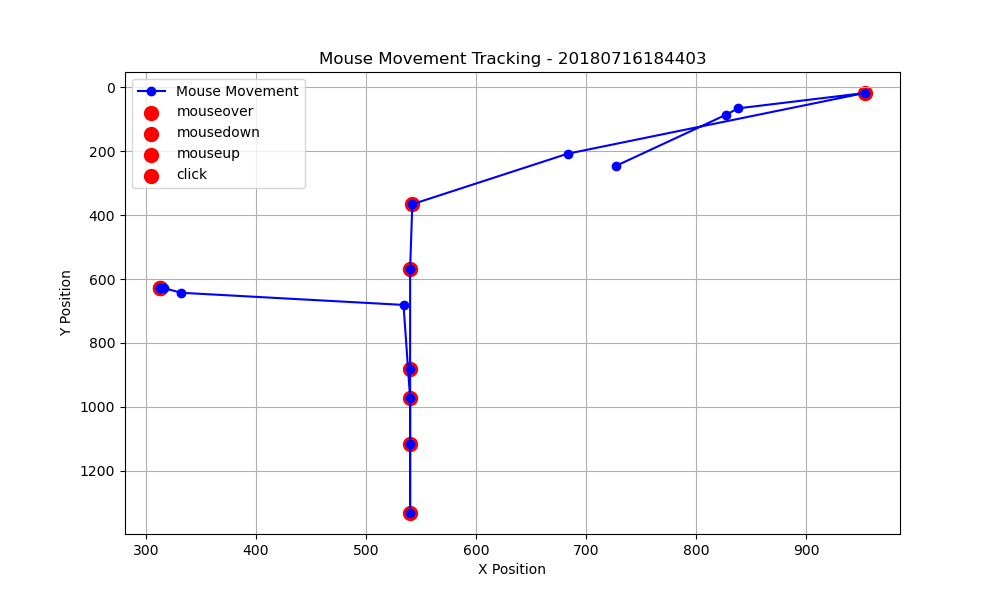 Mouse Movement Tracking - 20180716184403
Mouse Movement
mouseover
mousedown
mouseup
click
0
200
400
600
800
1000
1200
Y Position
300
400
500
600
700
800
900
X Position